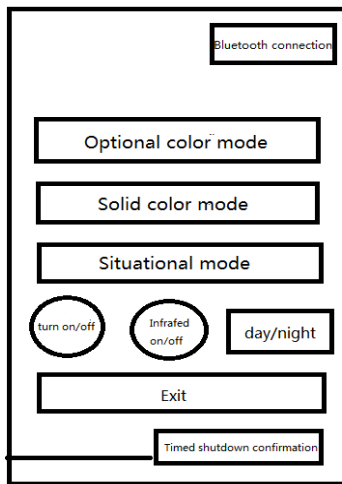 Bluetooth connection
Optional color mode
Solid color mode
Situational mode
turn on/off
Infrafed
on/off
day/night
Exit
Timed shutdown confirmation